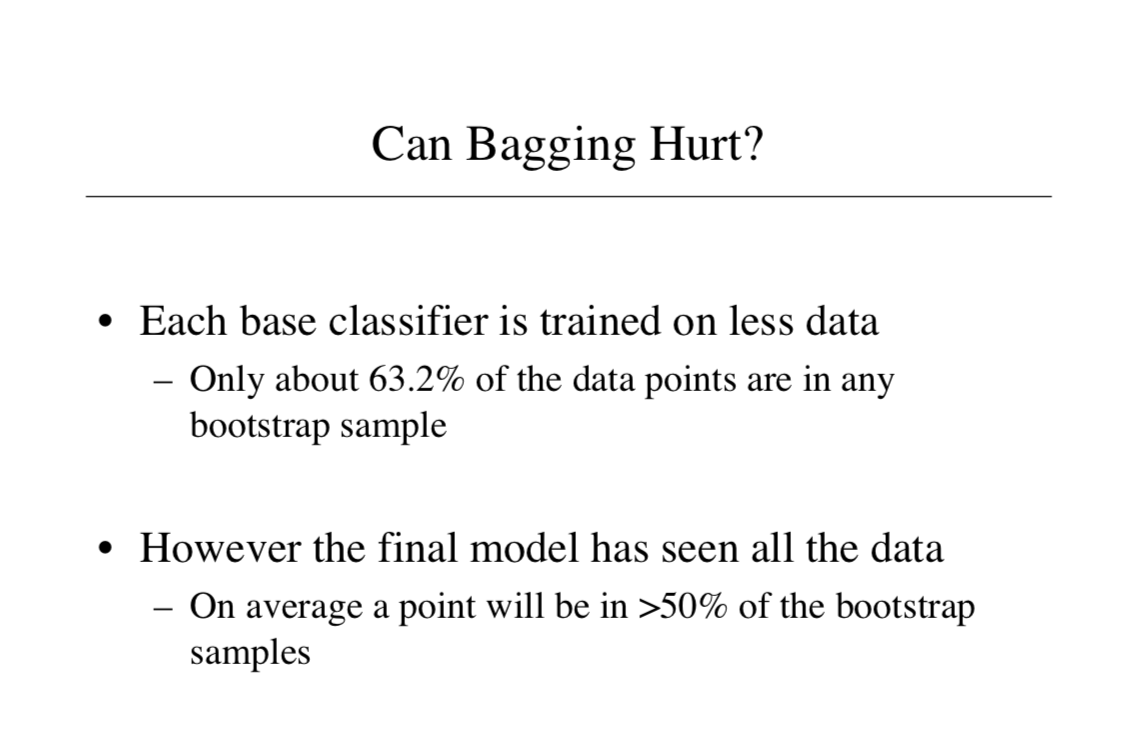 Can Bagging Hurt?
• Each base classifier is trained on less data
– Only about 63.2% of the data points are in any
bootstrap sample
• However the final model has seen all the data
– On average a point will be in >50% of the bootstrap
samples